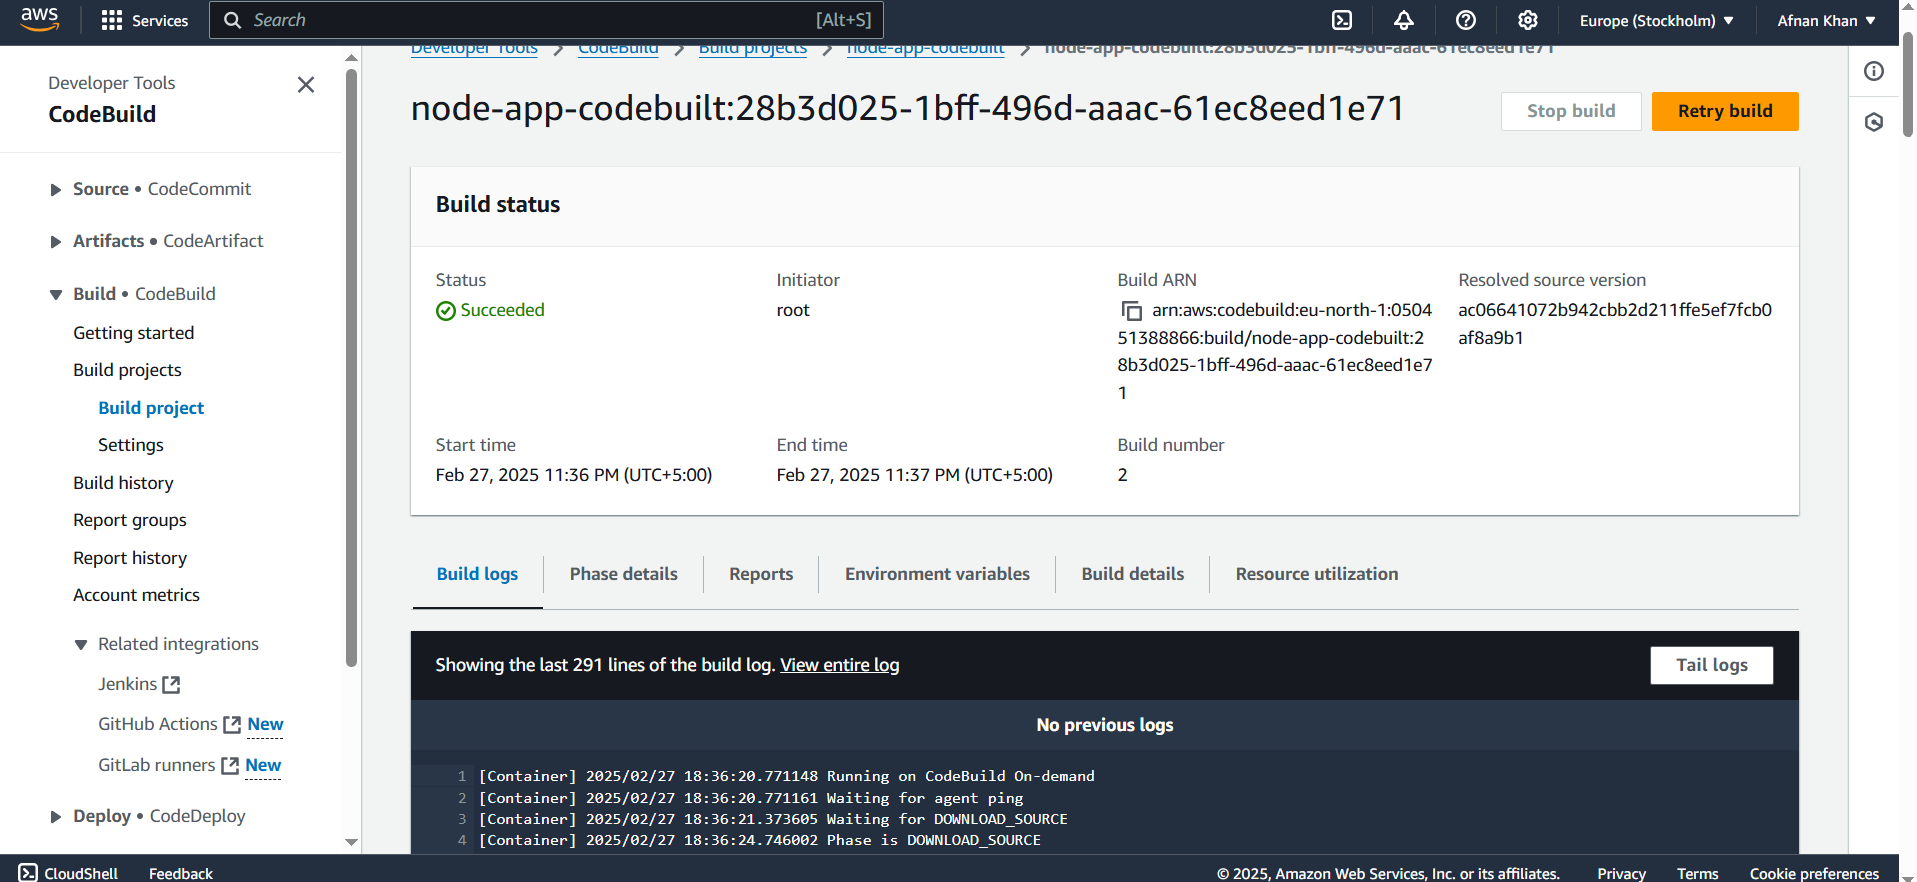 aws
Services
Search
[Alt+S]
Europe (Stockholm)
Afnan Khan
Developer Tools
CodeBuild
Source • CodeCommit
Artifacts • CodeArtifact
Build • CodeBuild
Getting started
Build projects
Build project
Settings
Build history
Report groups
Report history
Account metrics
Related integrations
Jenkins
GitHub Actions New
GitLab runners New
Deploy • CodeDeploy
Developer Tools
CodeBuild
Build projects
node-app-codebuilt
node-app-codebuilt:28b3d025-1bff-496d-aaac-61ec8eed1e71
node-app-codebuilt:28b3d025-1bff-496d-aaac-61ec8eed1e71
Stop build
Retry build
Build status
Status
Succeeded
Initiator
root
Build ARN
arn:aws:codebuild:eu-north-1:0504
51388866:build/node-app-codebuilt:2
8b3d025-1bff-496d-aaac-61ec8eed1e7
1
Resolved source version
ac06641072b942cbb2d211ffe5ef7fcb0
af8a9b1
Start time
Feb 27, 2025 11:36 PM (UTC+5:00)
End time
Feb 27, 2025 11:37 PM (UTC+5:00)
Build number
2
Build logs
Phase details
Reports
Environment variables
Build details
Resource utilization
Showing the last 291 lines of the build log. View entire log
Tail logs
No previous logs
1 [Container] 2025/02/27 18:36:20.771148 Running on CodeBuild On-demand
2 [Container] 2025/02/27 18:36:20.771161 Waiting for agent ping
3 [Container] 2025/02/27 18:36:21.373605 Waiting for DOWNLOAD_SOURCE
4 [Container] 2025/02/27 18:36:24.746002 Phase is DOWNLOAD_SOURCE
CloudShell
Feedback
© 2025, Amazon Web Services, Inc. or its affiliates.
Privacy
Terms
Cookie preferences